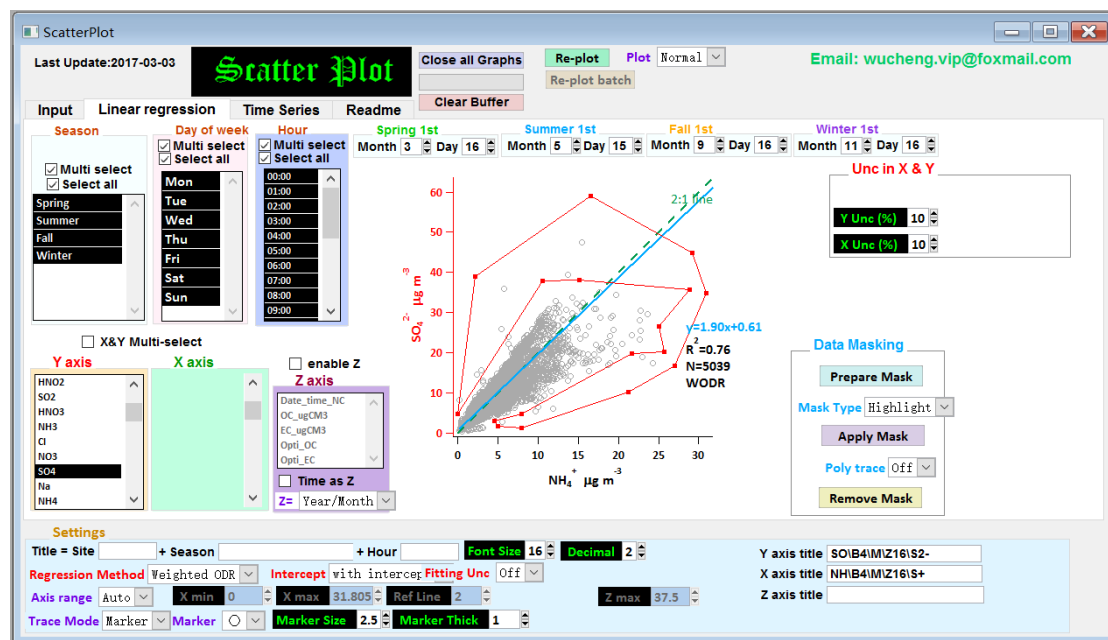 ScatterPlot
Last Update:2017-03-03
Scatter Plot
Close all Graphs
Re-plot
Plot Normal
Email: wucheng.vip@foxmail.com
Re-plot batch
Clear Buffer
Input Linear regression Time Series Readme
Season Day of week Hour Spring 1st Summer 1st Fall 1st Winter 1st
Multi select Multi select
Select all Select all
Month 3 Day 16 Month 5 Day 15 Month 9 Day 16 Month 11 Day 16
Multi select
Select all
Spring
Summer
Fall
Winter
Mon
Tue
Wed
Thu
Fri
Sat
Sun
00:00
01:00
02:00
03:00
04:00
05:00
06:00
07:00
08:00
09:00
Unc in X & Y
Y Unc (%) 10
X Unc (%) 10
60
50
40
30
20
10
0
SO4 2- µg m -3
2:1 line
y=1.90x+0.61
R2=0.76
N=5039
WODR
0 5 10 15 20 25 30
NH4+ µg m-3
X&Y Multi-select
Y axis X axis
enable Z
Z axis
HNO2
SO2
HNO3
NH3
Cl
NO3
SO4
Na
NH4
Date_time_NC
OC_ugCM3
EC_ugCM3
Opti_OC
Opti_EC
Time as Z
Z= Year/Month
Data Masking
Prepare Mask
Mask Type Highlight
Apply Mask
Poly trace Off
Remove Mask
Settings
Title = Site + Season + Hour Font Size 16 Decimal 2
Y axis title SO\B4\M\Z16\S2-
Regression Method Weighted ODR Intercept with intercep Fitting Unc Off
X axis title NH\B4\M\Z16\S+
Axis range Auto X min 0 X max 31.805 Ref Line 2 Z max 37.5
Z axis title
Trace Mode Marker Marker Marker Size 2.5 Marker Thick 1